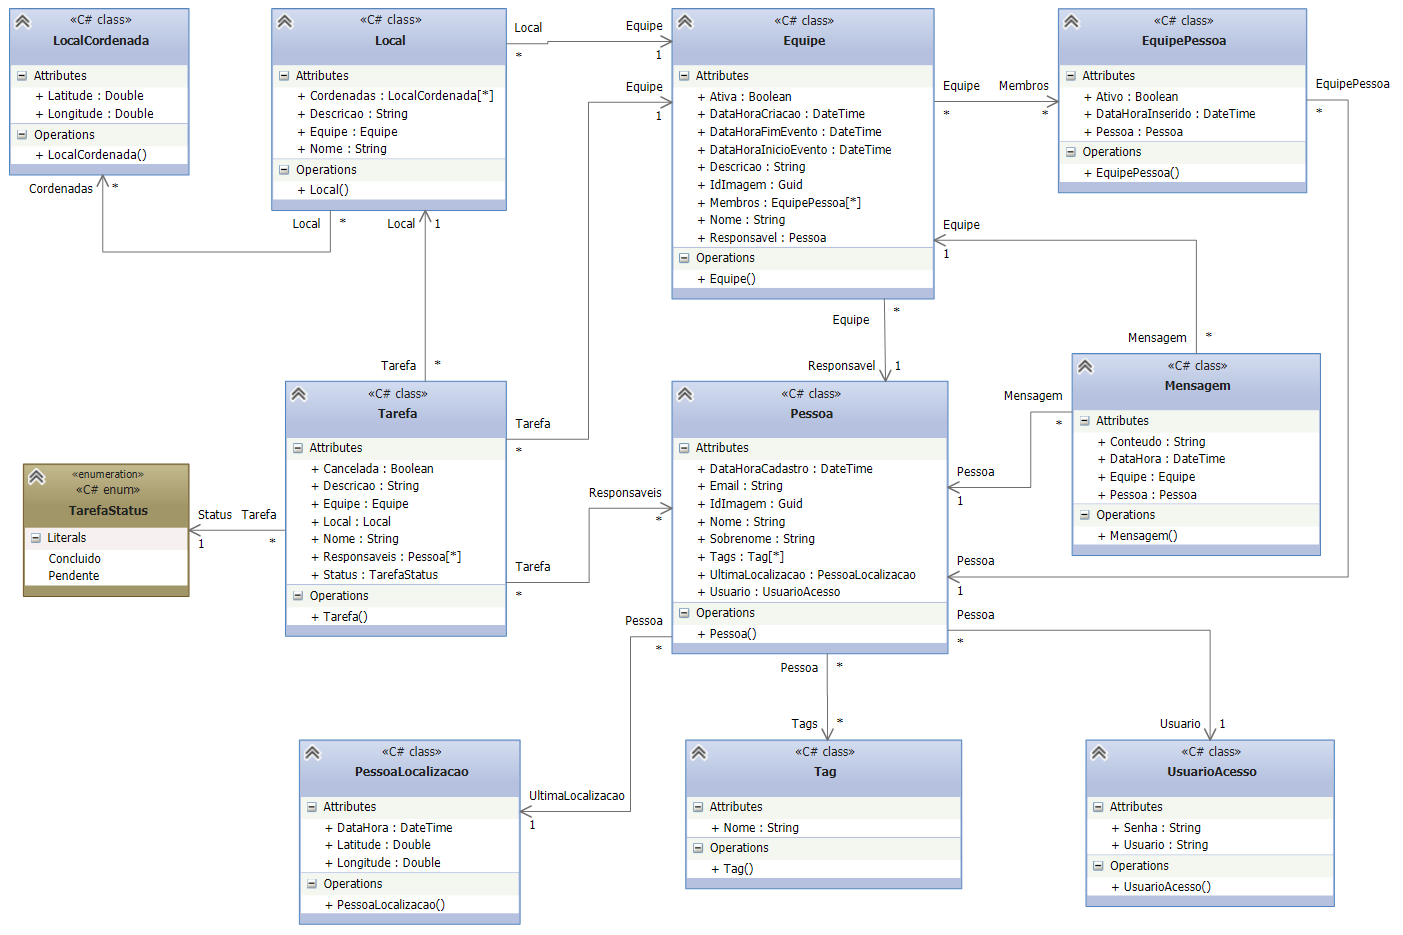 «C# class»
LocalCordenada
Attributes
+ Latitude : Double
+ Longitude : Double
Operations
+ LocalCordenada()
Cordenadas
*
«C# class»
Local
Attributes
+ Cordenadas : LocalCordenada[*]
+ Descricao : String
+ Equipe : Equipe
+ Nome : String
Operations
+ Local()
Local
*
Local
1
Local
*
Equipe
1
Equipe
1
«C# class»
Equipe
Attributes
+ Ativa : Boolean
+ DataHoraCriacao : DateTime
+ DataHoraFimEvento : DateTime
+ DataHoraInicioEvento : DateTime
+ Descricao : String
+ IdImagem : Guid
+ Membros : EquipePessoa[*]
+ Nome : String
+ Responsavel : Pessoa
Operations
+ Equipe()
Equipe
*
Membros
*
«C# class»
EquipePessoa
Attributes
+ Ativo : Boolean
+ DataHoraInserido : DateTime
+ Pessoa : Pessoa
Operations
+ EquipePessoa()
EquipePessoa
*
Equipe
1
Equipe
*
Responsavel
1
Mensagem
*
«C# class»
Mensagem
Attributes
+ Conteudo : String
+ DataHora : DateTime
+ Equipe : Equipe
+ Pessoa : Pessoa
Operations
+ Mensagem()
Mensagem
*
Pessoa
1
Pessoa
1
Tarefa
*
«C# class»
Tarefa
Attributes
+ Cancelada : Boolean
+ Descricao : String
+ Equipe : Equipe
+ Local : Local
+ Nome : String
+ Responsaveis : Pessoa[*]
+ Status : TarefaStatus
Operations
+ Tarefa()
Tarefa
*
Responsaveis
*
Tarefa
*
«enumeration»
«C# enum»
TarefaStatus
Literals
Concluido
Pendente
Status
1
Tarefa
*
«C# class»
Pessoa
Attributes
+ DataHoraCadastro : DateTime
+ Email : String
+ IdImagem : Guid
+ Nome : String
+ Sobrenome : String
+ Tags : Tag[*]
+ UltimaLocalizacao : PessoaLocalizacao
+ Usuario : UsuarioAcesso
Operations
+ Pessoa()
Pessoa
*
Pessoa
*
Pessoa
*
UltimaLocalizacao
1
Tags
*
Usuario
1
«C# class»
PessoaLocalizacao
Attributes
+ DataHora : DateTime
+ Latitude : Double
+ Longitude : Double
Operations
+ PessoaLocalizacao()
«C# class»
Tag
Attributes
+ Nome : String
Operations
+ Tag()
«C# class»
UsuarioAcesso
Attributes
+ Senha : String
+ Usuario : String
Operations
+ UsuarioAcesso()